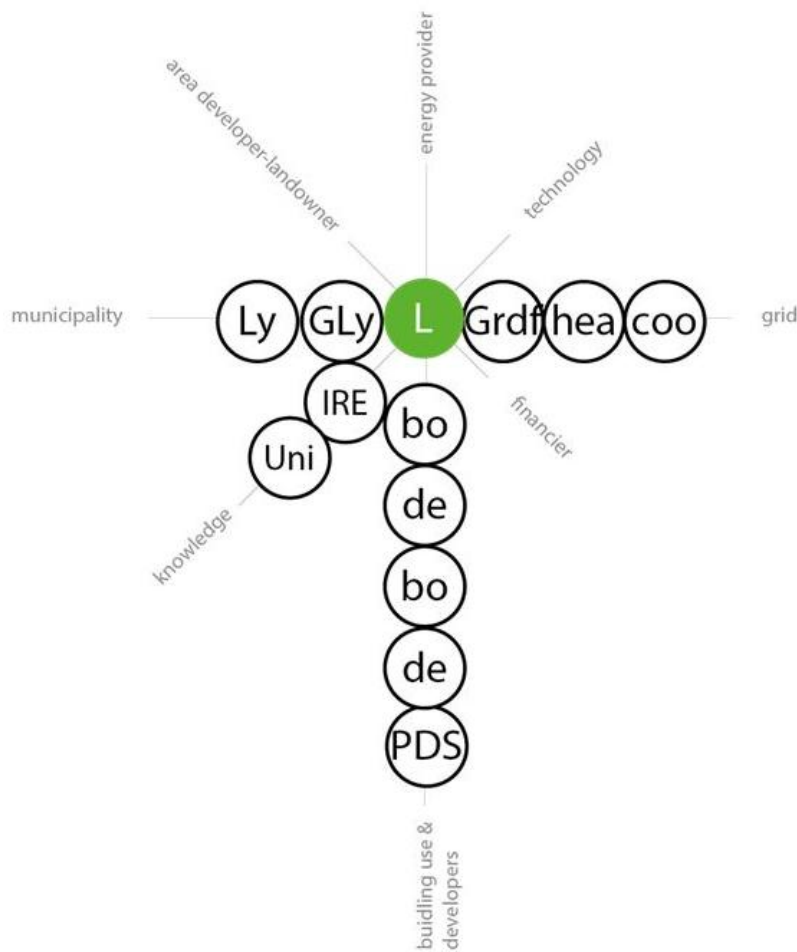 energy provider
area developer-landowner
technology
municipality
Ly
GLy
L
Grdf
hea
coo
grid
IRE
bo
financier
Uni
knowledge
de
bo
de
PDS
buidling use &
developers